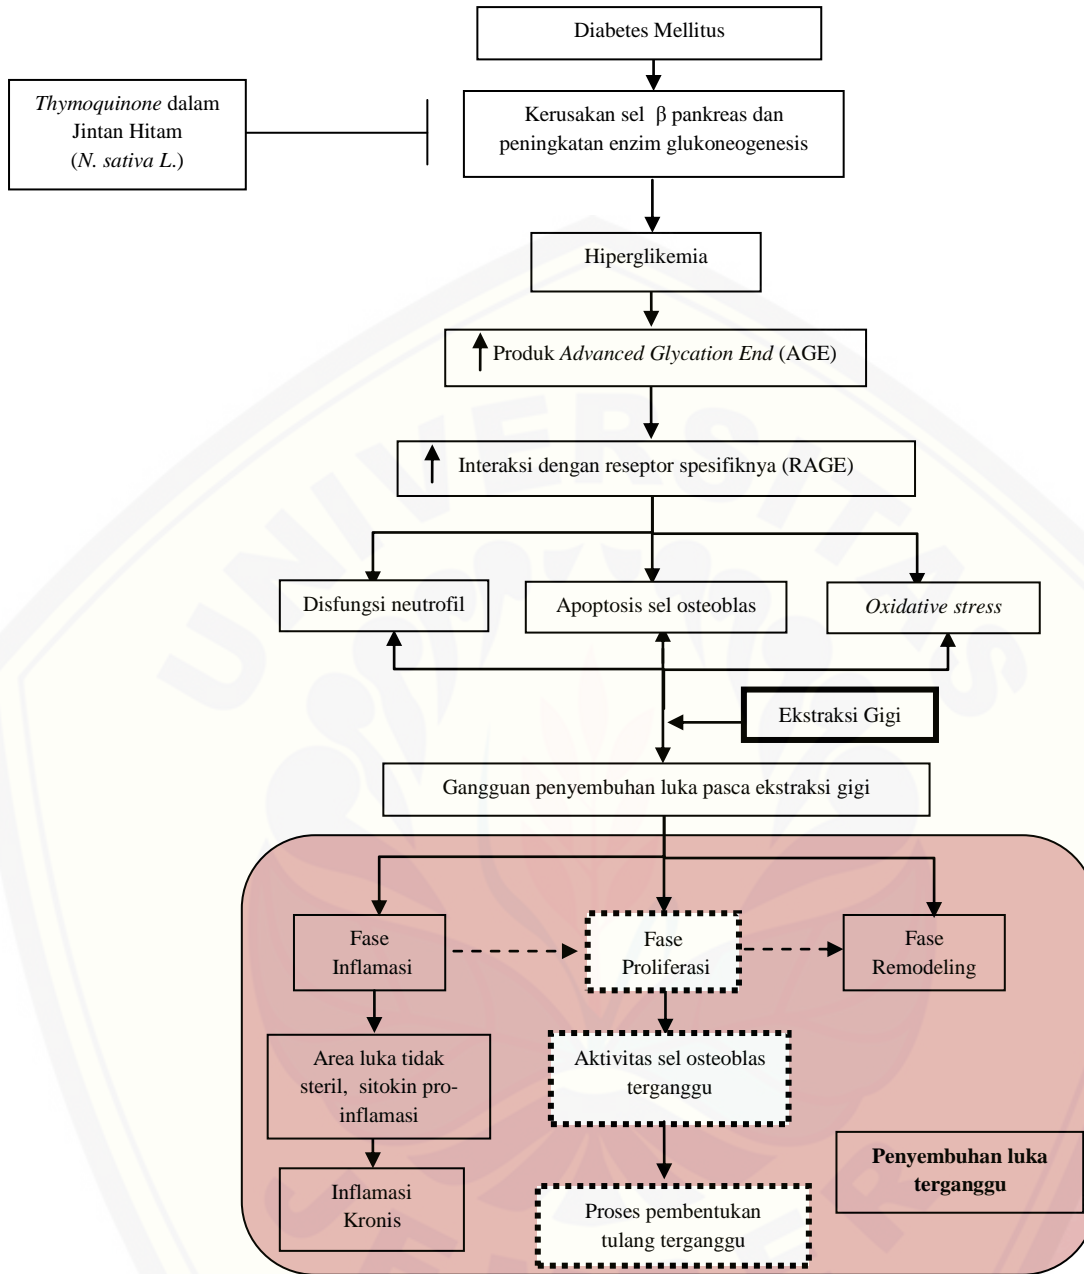 Diabetes Mellitus
Thymoquinone dalam
Jintan Hitam
(N. sativa L.)
Kerusakan sel β pankreas dan
peningkatan enzim glukoneogenesis
Hiperglikemia
Produk Advanced Glycation End (AGE)
Interaksi dengan reseptor spesifiknya (RAGE)
Disfungsi neutrofil
Apoptosis sel osteoblas
Oxidative stress
Ekstraksi Gigi
Gangguan penyembuhan luka pasca ekstraksi gigi
Fase
Inflamasi
Fase
Proliferasi
Fase
Remodeling
Area luka tidak
steril, sitokin pro-
inflamasi
Aktivitas sel osteoblas
terganggu
Inflamasi
Kronis
Proses pembentukan
tulang terganggu
Penyembuhan luka
terganggu
UNIVERSITAS